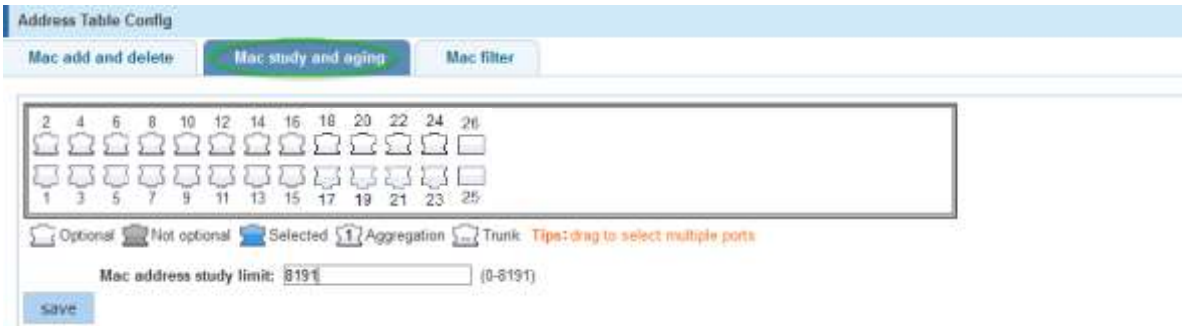 Address Table Config
Mac add and delete Mac study and aging Mac filter
2 4 6 8 10 12 14 16 18 20 22 24 26
1 3 5 7 9 11 13 15 17 19 21 23 25
Optional Not optional Selected 1 Aggregation ... Trunk Tips:drag to select multiple ports
Mac address study limit: 8191 (0-8191)
save